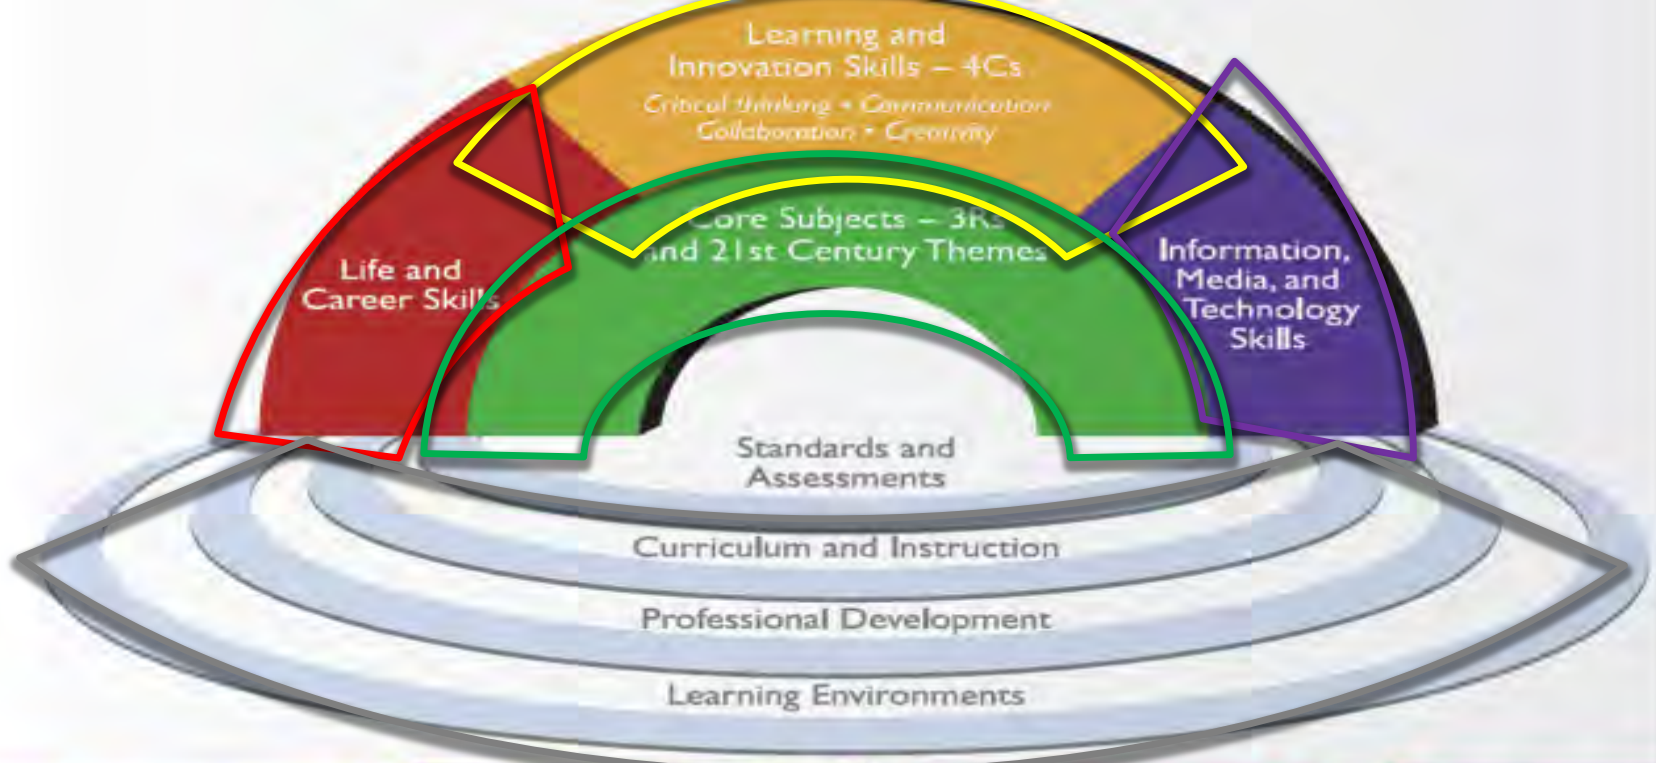 Learning and
Innovation Skills – 4Cs
Critical thinking • Communication
Collaboration • Creativity
Core Subjects – 3Rs
and 21st Century Themes
Life and
Career Skills
Information,
Media, and
Technology
Skills
Standards and
Assessments
Curriculum and Instruction
Professional Development
Learning Environments